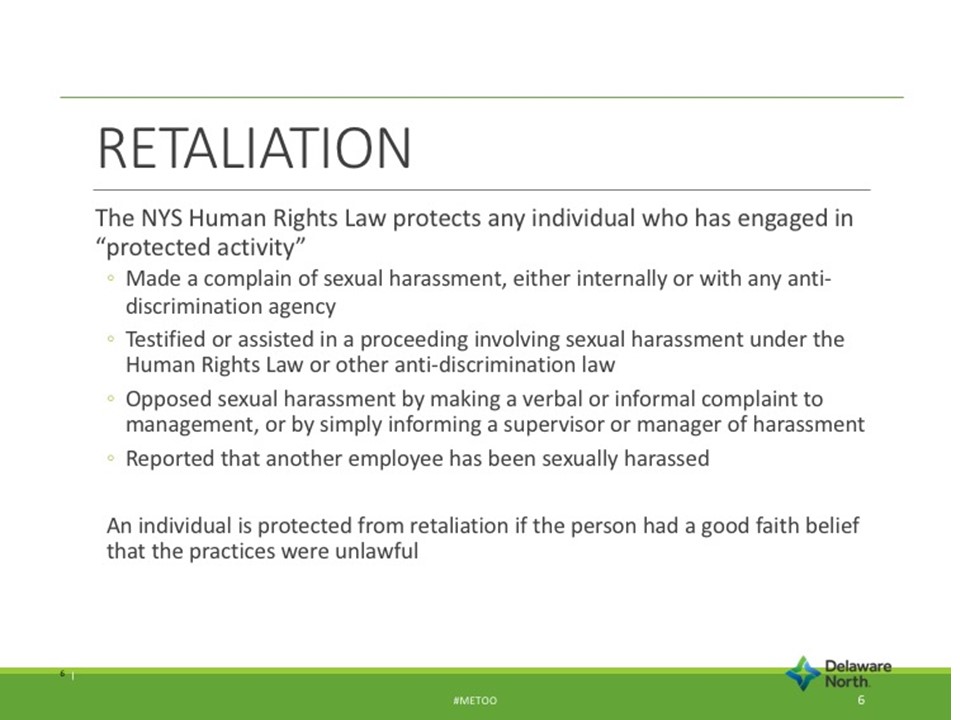 RETALIATION
The NYS Human Rights Law protects any individual who has engaged in
“protected activity”
◦ Made a complain of sexual harassment, either internally or with any anti-
discrimination agency
◦ Testified or assisted in a proceeding involving sexual harassment under the
Human Rights Law or other anti-discrimination law
◦ Opposed sexual harassment by making a verbal or informal complaint to
management, or by simply informing a supervisor or manager of harassment
◦ Reported that another employee has been sexually harassed
An individual is protected from retaliation if the person had a good faith belief
that the practices were unlawful
6 |
Delaware
North.
#METOO
6